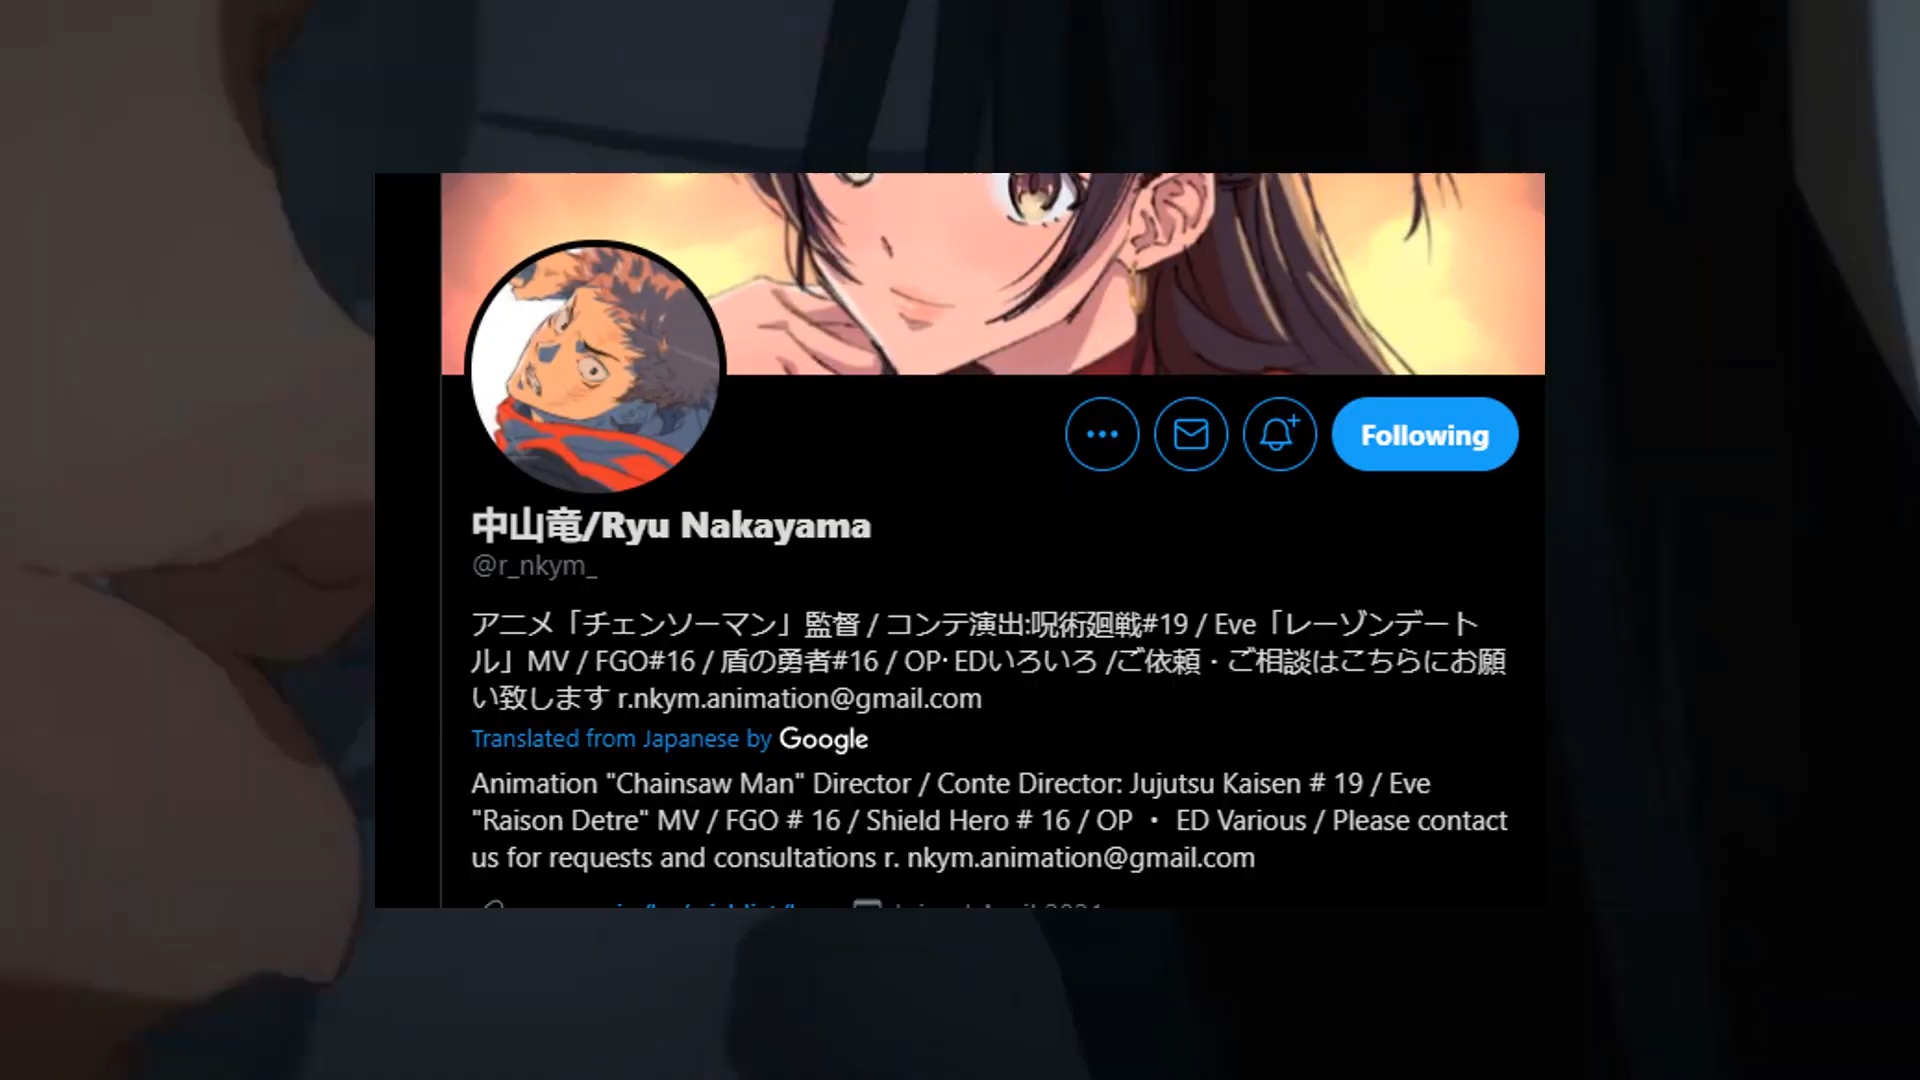 Following
中山竜/Ryu Nakayama
@r_nkym_
アニメ「チェンソーマン」監督 / コンテ演出:呪術廻戦#19 / Eve「レーゾンデート
ル」MV / FGO#16 / 盾の勇者#16 / OP･EDいろいろ /ご依頼・ご相談はこちらにお願
い致します r.nkym.animation@gmail.com
Translated from Japanese by Google
Animation "Chainsaw Man" Director / Conte Director: Jujutsu Kaisen # 19 / Eve
"Raison Detre" MV / FGO # 16 / Shield Hero # 16 / OP ・ ED Various / Please contact
us for requests and consultations r. nkym.animation@gmail.com